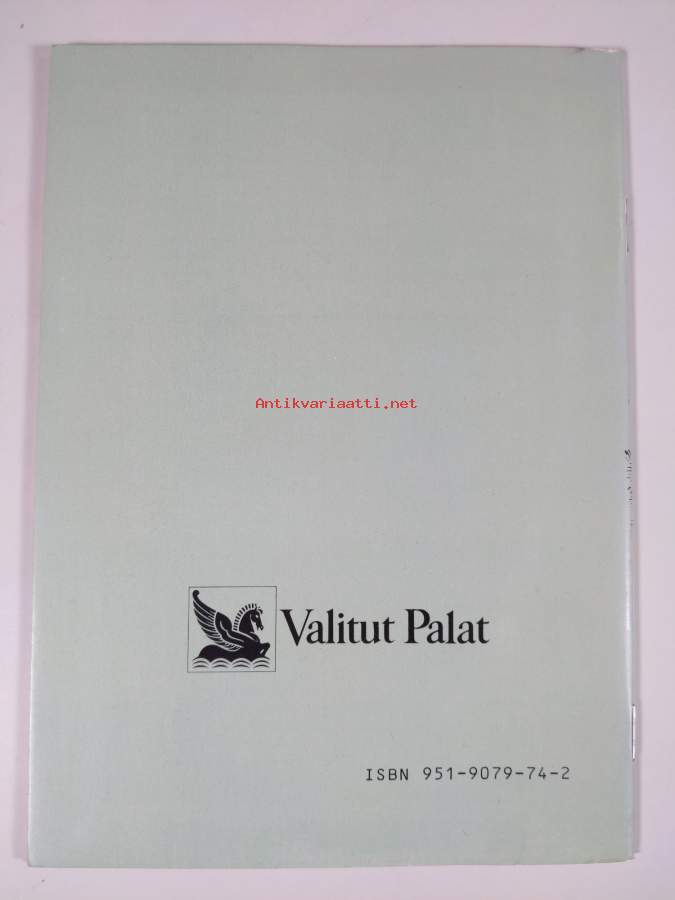 Antikvariaatti.net
Valitut Palat
ISBN 951-9079-74-2